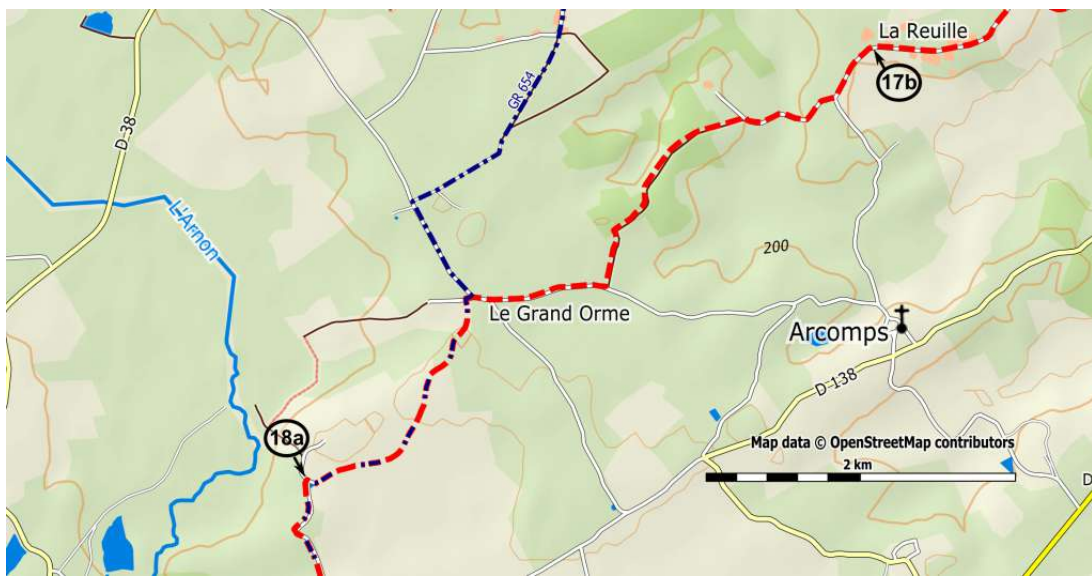 La Reuille
17b
GR 654
D 38
L'Arnon
200
Le Grand Orme
Arcomps
D 138
18a
Map data © OpenStreetMap contributors
2 km
D